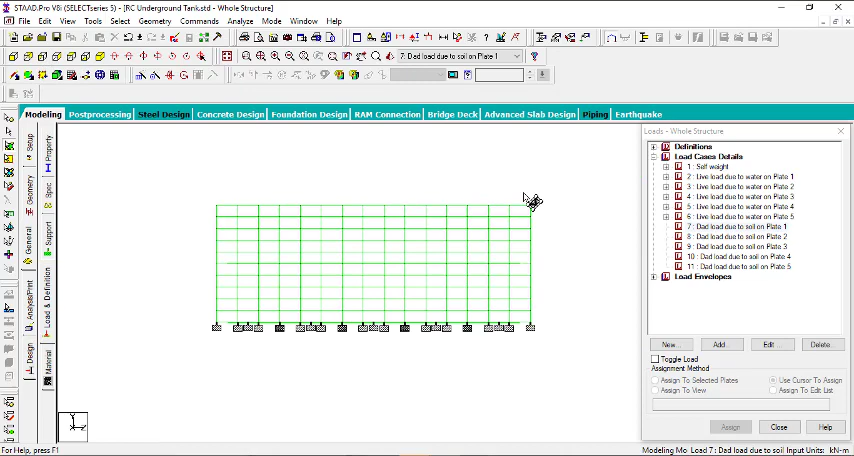 STAAD.Pro V8i (SELECTseries 5) - [RC Underground Tank.std - Whole Structure]
File Edit View Tools Select Geometry Commands Analyze Mode Window Help
7: Dad load due to soil on Plate 1
Modeling Postprocessing Steel Design Concrete Design Foundation Design RAM Connection Bridge Deck Advanced Slab Design Piping Earthquake
Setup
Geometry
General
Analysis/Print
Design
Property
Spec
Support
Load & Definition
Material
Loads - Whole Structure
Definitions
Load Cases Details
1 : Self weight
2 : Live load due to water on Plate 1
3 : Live load due to water on Plate 2
4 : Live load due to water on Plate 3
5 : Live load due to water on Plate 4
6 : Live load due to water on Plate 5
7 : Dad load due to soil on Plate 1
8 : Dad load due to soil on Plate 2
9 : Dad load due to soil on Plate 3
10 : Dad load due to soil on Plate 4
11 : Dad load due to soil on Plate 5
Load Envelopes
New... Add... Edit... Delete...
Toggle Load
Assignment Method
Assign To Selected Plates Use Cursor To Assign
Assign To View Assign To Edit List
Assign Close Help
Y
X Z
For Help, press F1 Modeling Mo Load 7 : Dad load due to soil Input Units: kN-m